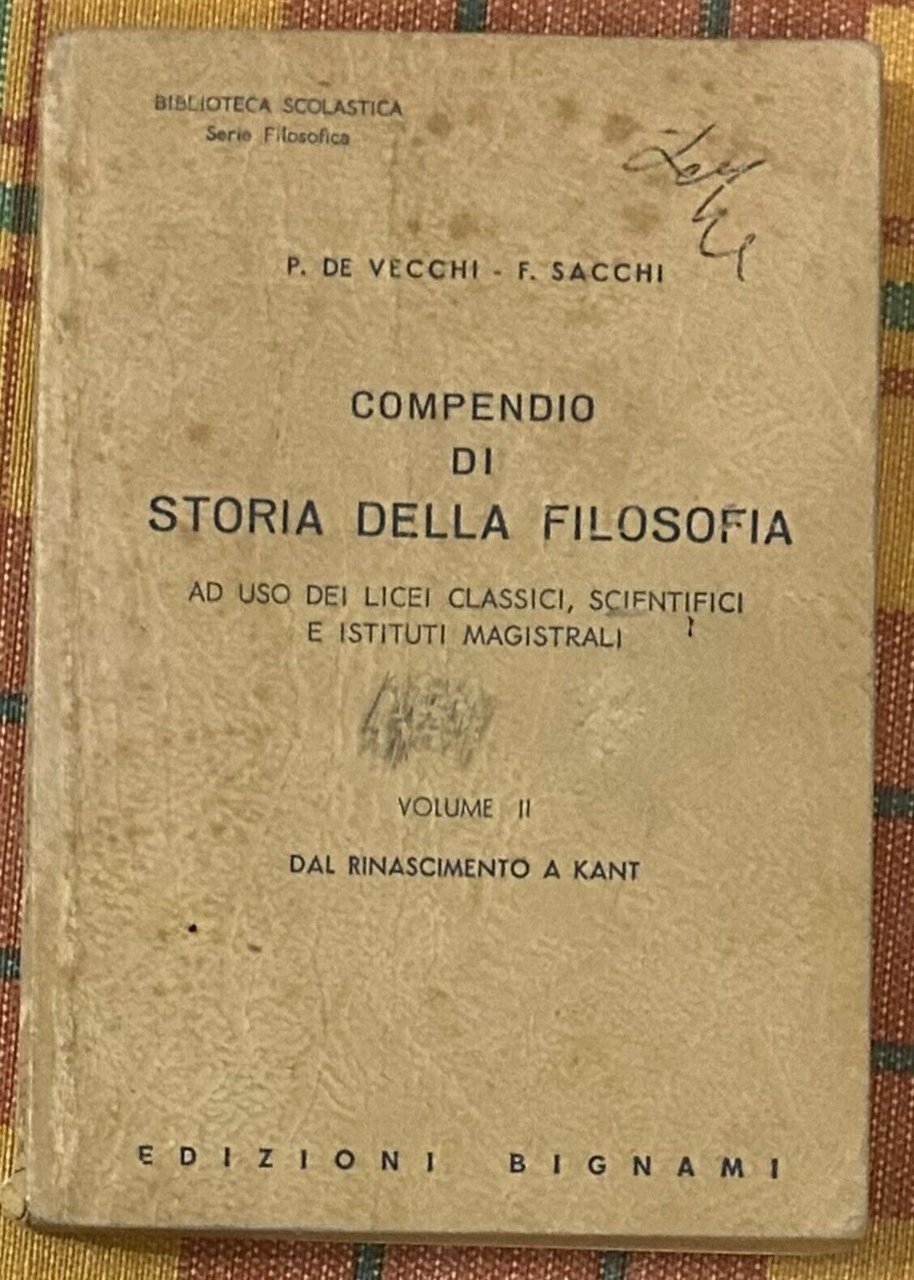 BIBLIOTECA SCOLASTICA
Serie Filosofica
P. DE VECCHI - F. SACCHI
COMPENDIO
DI
STORIA DELLA FILOSOFIA
AD USO DEI LICEI CLASSICI, SCIENTIFICI
E ISTITUTI MAGISTRALI
VOLUME II
DAL RINASCIMENTO A KANT
EDIZIONI BIGNAMI